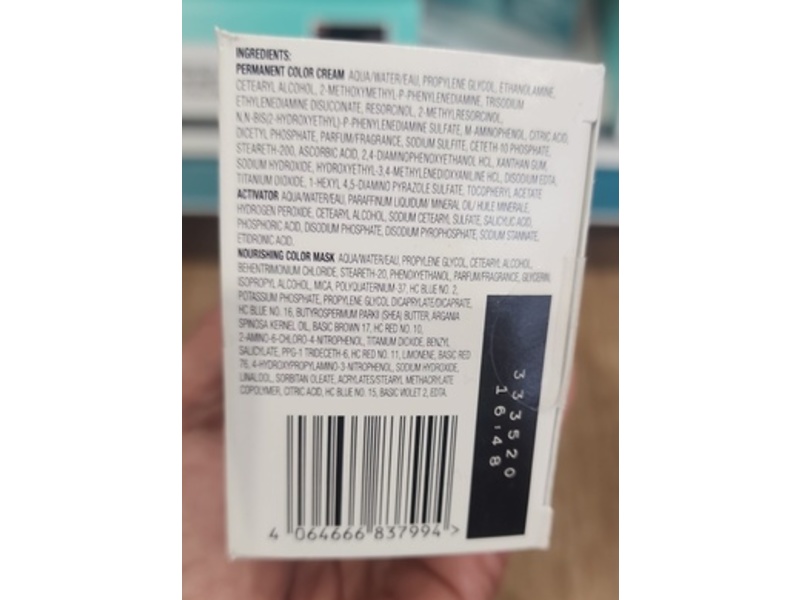 INGREDIENTS:
PERMANENT COLOR CREAM AQUA/WATER/EAU, PROPYLENE GLYCOL, ETHANOLAMINE,
CETEARYL ALCOHOL, 2-METHOXYMETHYL-P-PHENYLENEDIAMINE, TRISODIUM
ETHYLENEDIAMINE DISUCCINATE, RESORCINOL, 2-METHYLRESORCINOL,
N,N-BIS(2-HYDROXYETHYL)-P-PHENYLENEDIAMINE SULFATE, M-AMINOPHENOL, CITRIC ACID,
DICETYL PHOSPHATE, PARFUM/FRAGRANCE, SODIUM SULFITE, CETETH-10 PHOSPHATE,
STEARETH-200, ASCORBIC ACID, 2,4-DIAMINOPHENOXYETHANOL HCL, XANTHAN GUM,
SODIUM HYDROXIDE, HYDROXYETHYL-3,4-METHYLENEDIOXYANILINE HCL, DISODIUM EDTA,
TITANIUM DIOXIDE, 1-HEXYL 4,5-DIAMINO PYRAZOLE SULFATE, TOCOPHERYL ACETATE
ACTIVATOR AQUA/WATER/EAU, PARAFFINUM LIQUIDUM/ MINERAL OIL/ HUILE MINERALE,
HYDROGEN PEROXIDE, CETEARYL ALCOHOL, SODIUM CETEARYL SULFATE, SALICYLIC ACID,
PHOSPHORIC ACID, DISODIUM PHOSPHATE, DISODIUM PYROPHOSPHATE, SODIUM STANNATE,
ETIDRONIC ACID.
NOURISHING COLOR MASK AQUA/WATER/EAU, PROPYLENE GLYCOL, CETEARYL ALCOHOL,
BEHENTRIMONIUM CHLORIDE, STEARETH-20, PHENOXYETHANOL, PARFUM/FRAGRANCE, GLYCERIN,
ISOPROPYL ALCOHOL, MICA, POLYQUATERNIUM-37, HC BLUE NO. 2,
POTASSIUM PHOSPHATE, PROPYLENE GLYCOL DICAPRYLATE/DICAPRATE,
HC BLUE NO. 16, BUTYROSPERMUM PARKII (SHEA) BUTTER, ARGANIA
SPINOSA KERNEL OIL, BASIC BROWN 17, HC RED NO. 10,
2-AMINO-6-CHLORO-4-NITROPHENOL, TITANIUM DIOXIDE, BENZYL
SALICYLATE, PPG-1 TRIDECETH-6, HC RED NO. 11, LIMONENE, BASIC RED
76, 4-HYDROXYPROPYLAMINO-3-NITROPHENOL, SODIUM HYDROXIDE,
LINALOOL, SORBITAN OLEATE, ACRYLATES/STEARYL METHACRYLATE
COPOLYMER, CITRIC ACID, HC BLUE NO. 15, BASIC VIOLET 2, EDTA.
333520
16:48
4 064666 837994 >